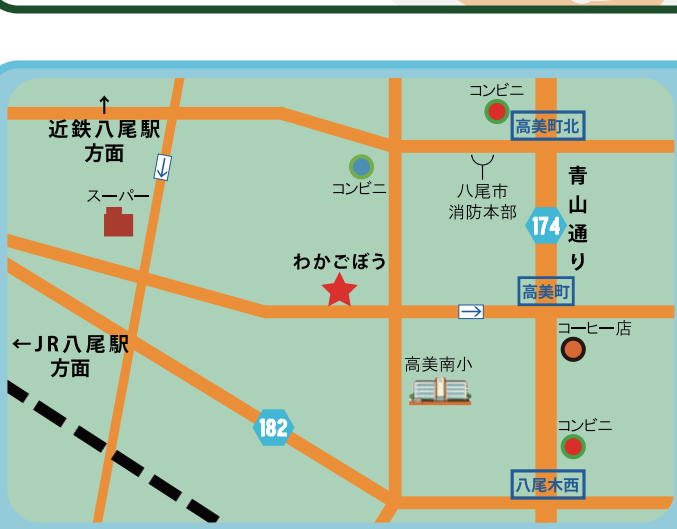 コンビニ
高美町北
↑
近鉄八尾駅
方面
コンビニ
八尾市
消防本部
青山通り
スーパー
174
わかごぼう
→
高美町
コーヒー店
←JR八尾駅
方面
高美南小
182
コンビニ
八尾木西